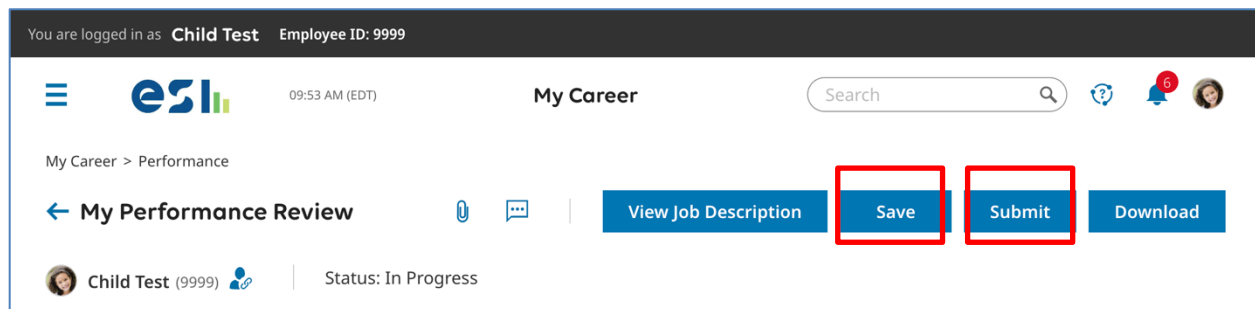 You are logged in as Child Test Employee ID: 9999
esi 09:53 AM (EDT) My Career Search 6
My Career > Performance
← My Performance Review View Job Description Save Submit Download
Child Test (9999) Status: In Progress